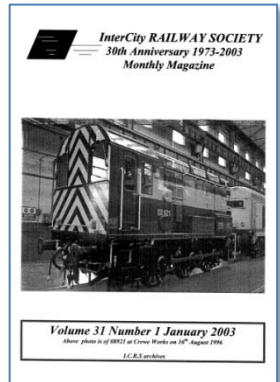 InterCity RAILWAY SOCIETY
30th Anniversary 1973-2003
Monthly Magazine
Volume 31 Number 1 January 2003
Above photo is of 08921 at Crewe Works on 16th August 1996
I.C.R.S archives